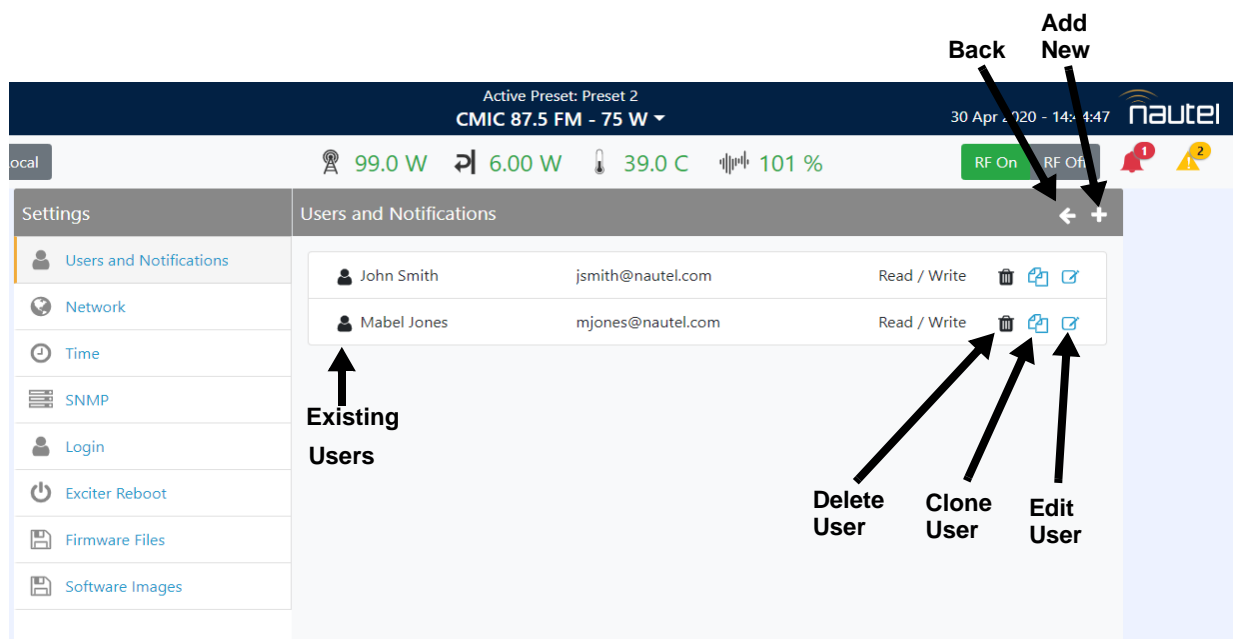 Add
Back New
Active Preset: Preset 2
CMIC 87.5 FM - 75 W
30 Apr 2020 - 14:44:47
nautel
ocal
99.0 W 6.00 W 39.0 C 101 %
RF On RF Off
1 2
Settings
Users and Notifications
Users and Notifications
John Smith jsmith@nautel.com Read / Write
Network
Mabel Jones mjones@nautel.com Read / Write
Time
SNMP
Existing
Users
Login
Exciter Reboot
Delete
User
Clone
User
Edit
User
Firmware Files
Software Images